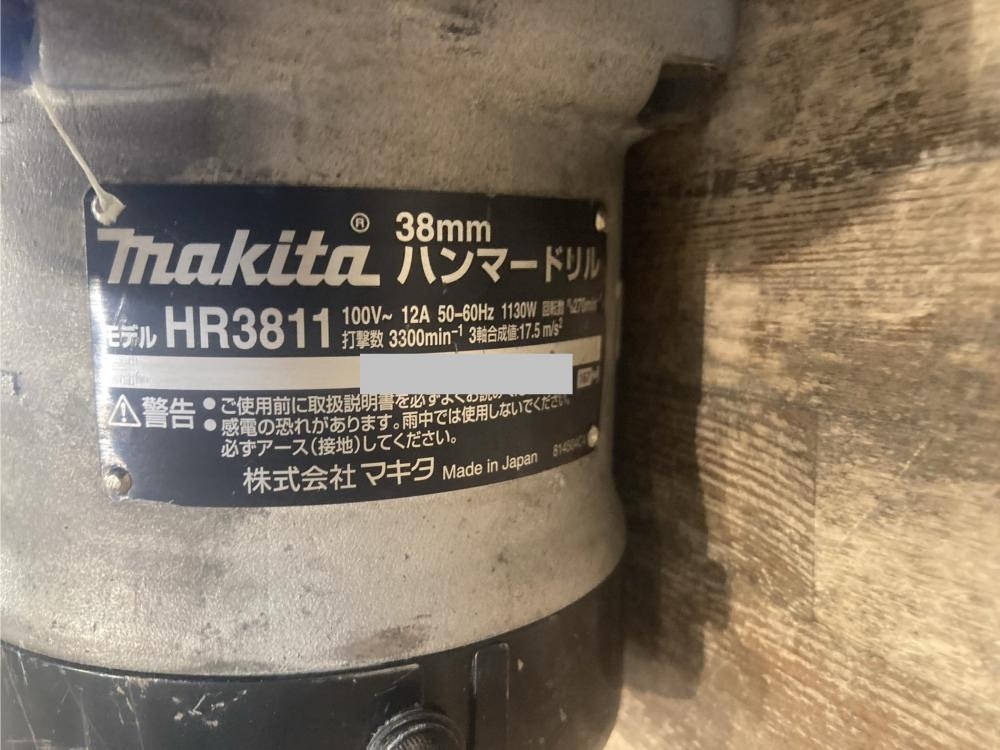 makita® 38mm
ハンマードリル
モデル HR3811 100V~ 12A 50-60Hz 1130W 回転数 270min⁻¹
打撃数 3300min⁻¹ 3軸合成値:17.5 m/s²
警告 ●ご使用前に取扱説明書を必ずよくお読み
●感電の恐れがあります。雨中では使用しないでください。
必ずアース(接地)してください。
株式会社 マキタ Made in Japan